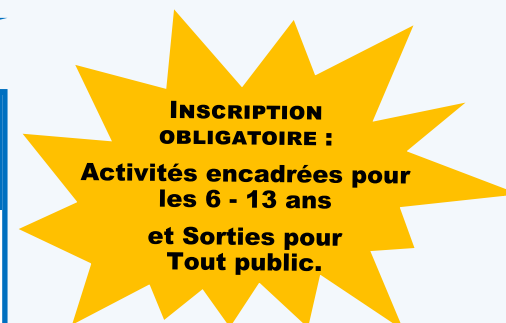 INSCRIPTION
OBLIGATOIRE :
Activités encadrées pour
les 6 - 13 ans
et Sorties pour
Tout public.